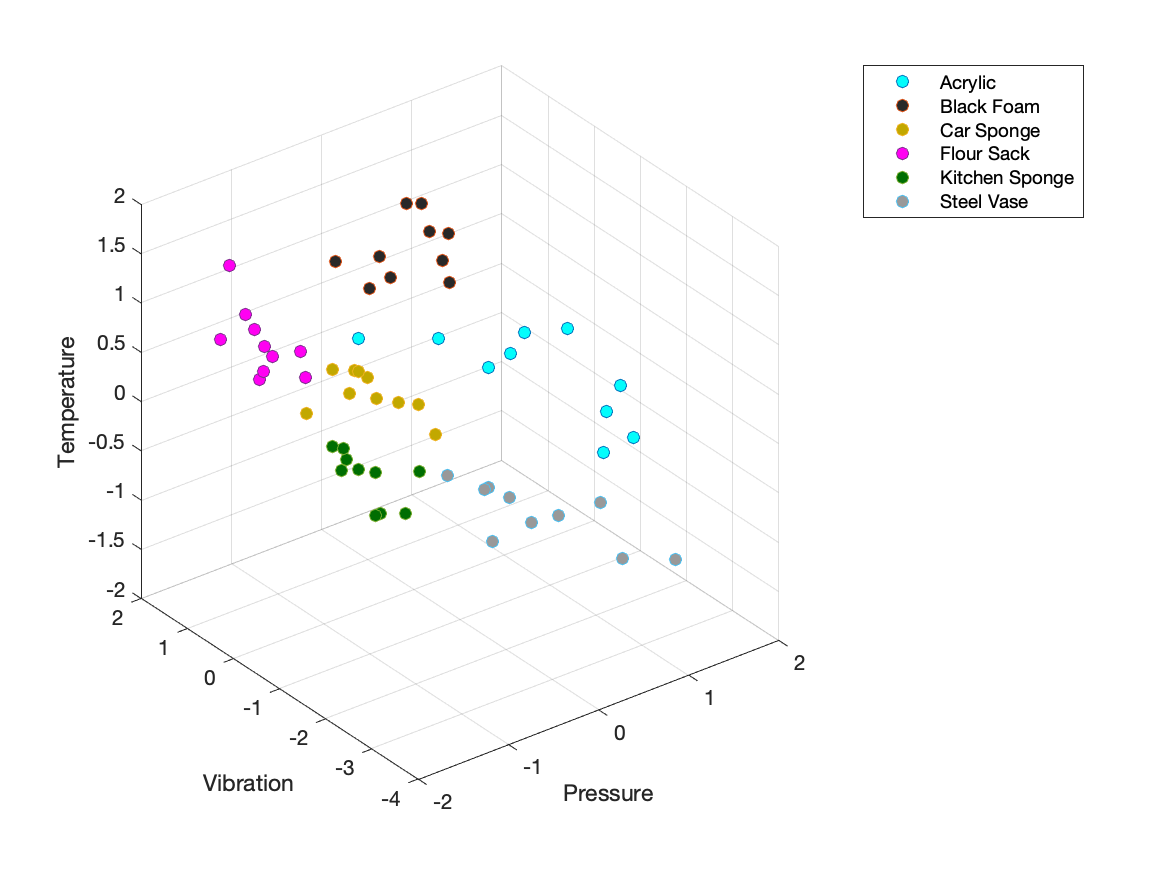 Acrylic
Black Foam
Car Sponge
Flour Sack
Kitchen Sponge
Steel Vase
2
1.5
1
0.5
0
-0.5
-1
-1.5
-2
Temperature
2
1
0
-1
-2
-3
-4
Vibration
-2
-1
0
1
2
Pressure